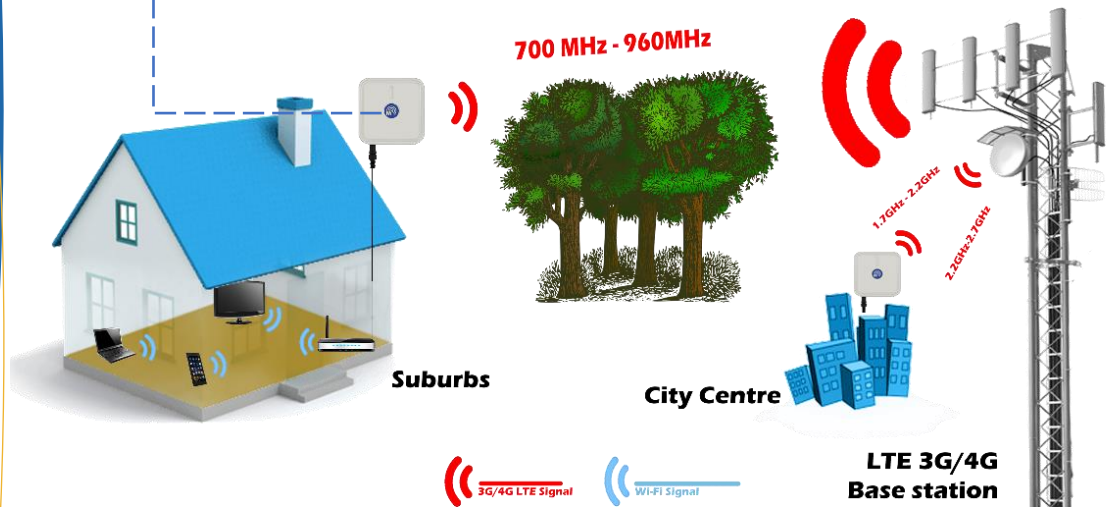 700 MHz - 960MHz
1.7GHz - 2.2GHz
2.2GHz-2.7GHz
Suburbs
City Centre
LTE 3G/4G
Base station
3G/4G LTE Signal
Wi-Fi Signal